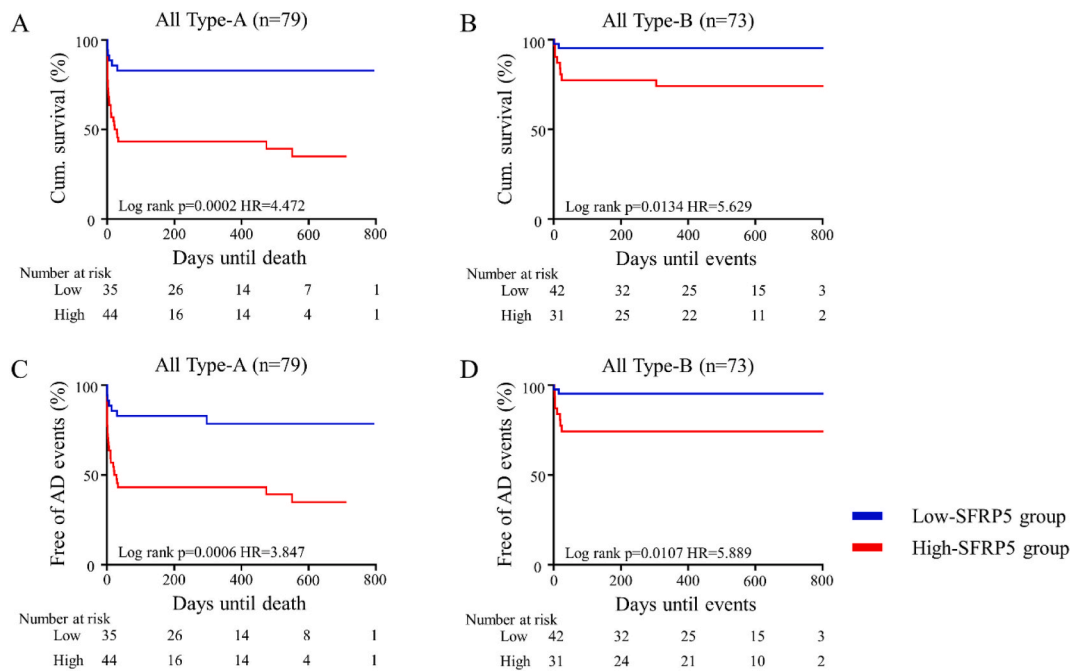 A
All Type-A (n=79)
Cum. survival (%)
100
50
0
Log rank p=0.0002 HR=4.472
0 200 400 600 800
Days until death
Number at risk
Low 35 26 14 7 1
High 44 16 14 4 1
B
All Type-B (n=73)
Cum. survival (%)
100
50
0
Log rank p=0.0134 HR=5.629
0 200 400 600 800
Days until events
Number at risk
Low 42 32 25 15 3
High 31 25 22 11 2
C
All Type-A (n=79)
Free of AD events (%)
100
50
0
Log rank p=0.0006 HR=3.847
0 200 400 600 800
Days until death
Number at risk
Low 35 26 14 8 1
High 44 16 14 4 1
D
All Type-B (n=73)
Free of AD events (%)
100
50
0
Log rank p=0.0107 HR=5.889
0 200 400 600 800
Days until events
Number at risk
Low 42 32 25 15 3
High 31 24 21 10 2
Low-SFRP5 group
High-SFRP5 group